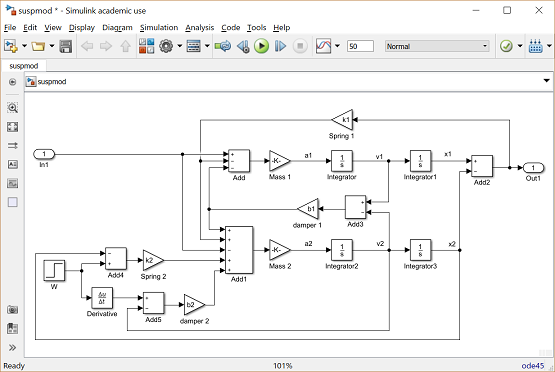 suspmod * - Simulink academic use
File Edit View Display Diagram Simulation Analysis Code Tools Help
50 Normal
suspmod
suspmod
k1
Spring 1
1
In1
+
-
-
Add
-K-
Mass 1
a1
1
s
Integrator
v1
1
s
Integrator1
x1
+
-
Add2
1
Out1
b1
damper 1
+
-
Add3
+
+
-
+
+
Add1
-K-
Mass 2
a2
1
s
Integrator2
v2
1
s
Integrator3
x2
W
-
+
Add4
k2
Spring 2
Δu
Δt
Derivative
+
-
Add5
b2
damper 2
Ready 101% ode45